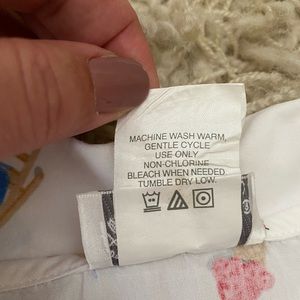 MACHINE WASH WARM,
GENTLE CYCLE
USE ONLY
NON-CHLORINE
BLEACH WHEN NEEDED.
TUMBLE DRY LOW.